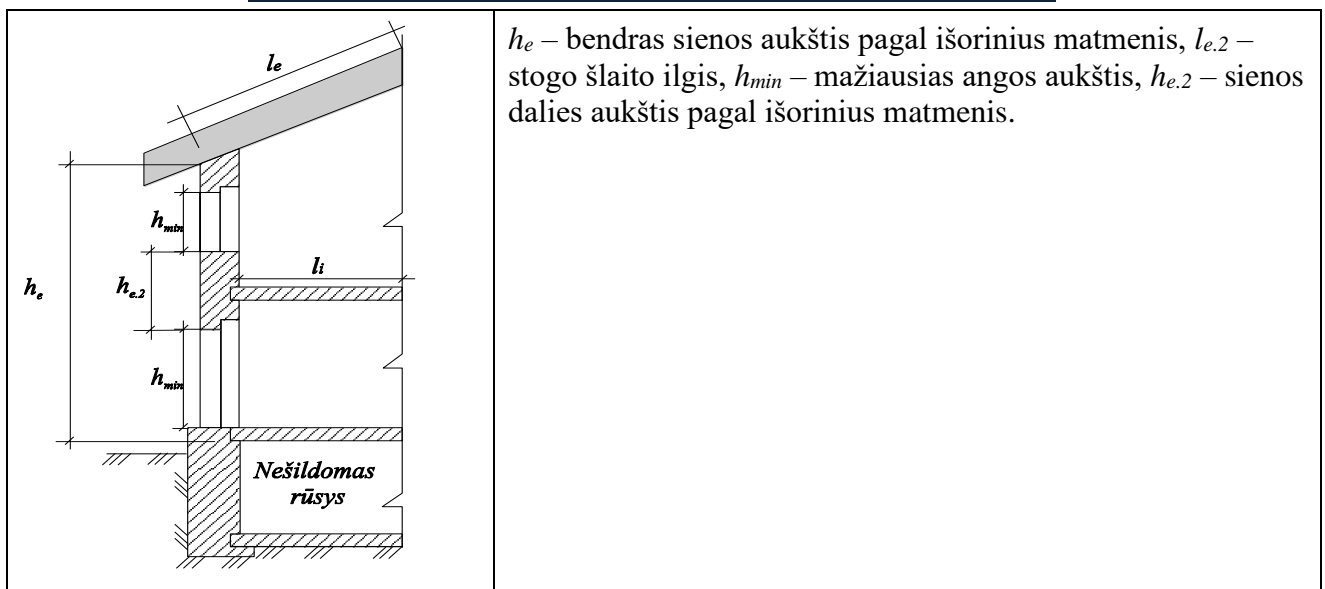 lₑ
hₘᵢₙ
lᵢ
hₑ
hₑ.₂
hₘᵢₙ
Nešildomas
rūsys
hₑ – bendras sienos aukštis pagal išorinius matmenis, lₑ.₂ –
stogo šlaito ilgis, hₘᵢₙ – mažiausias angos aukštis, hₑ.₂ – sienos
dalies aukštis pagal išorinius matmenis.